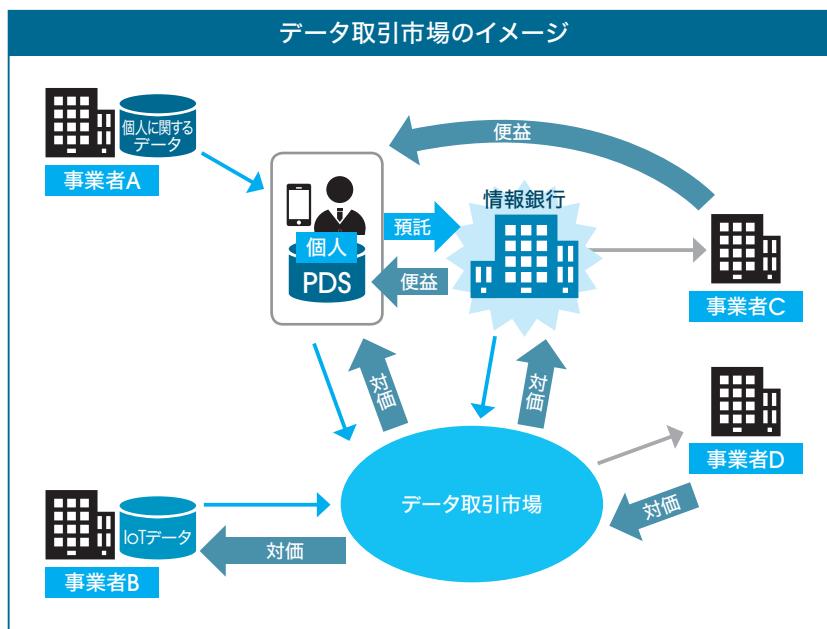 データ取引市場のイメージ
個人に関する
データ
事業者A
便益
情報銀行
預託
個人
PDS
便益
事業者C
対価
対価
事業者D
データ取引市場
対価
IoTデータ
対価
事業者B